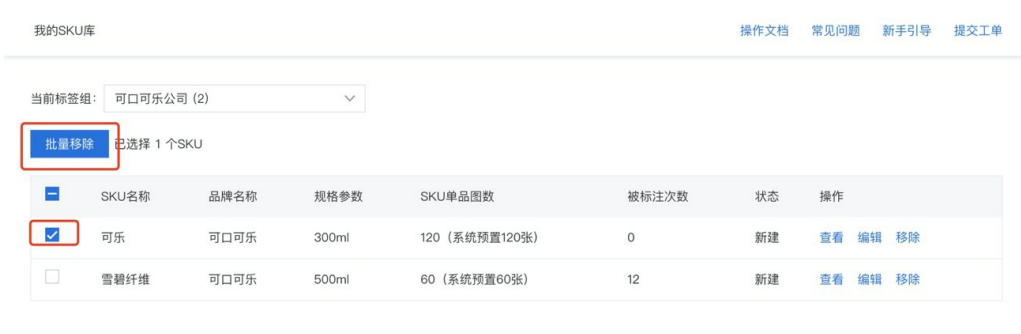 我的SKU库 操作文档 常见问题 新手引导 提交工单
当前标签组： 可口可乐公司 (2)
批量移除 已选择 1 个SKU
SKU名称 品牌名称 规格参数 SKU单品图数 被标注次数 状态 操作
可乐 可口可乐 300ml 120（系统预置120张） 0 新建 查看 编辑 移除
雪碧纤维 可口可乐 500ml 60（系统预置60张） 12 新建 查看 编辑 移除